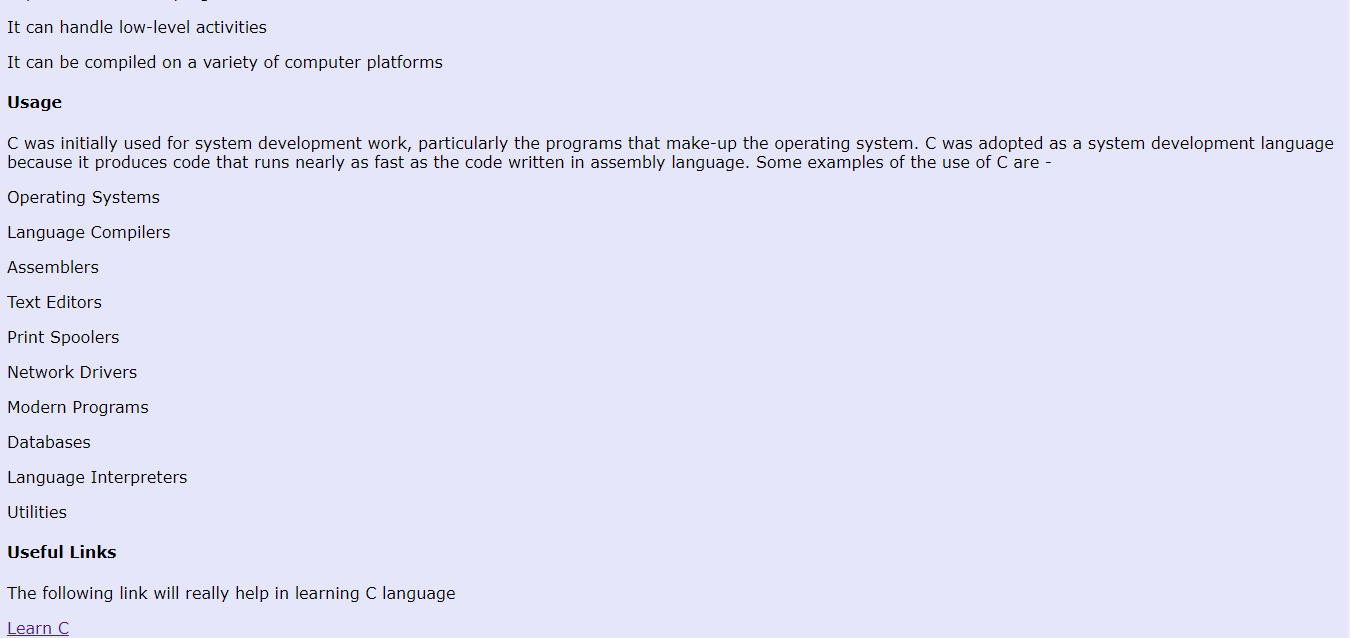 It can handle low-level activities
It can be compiled on a variety of computer platforms
Usage
C was initially used for system development work, particularly the programs that make-up the operating system. C was adopted as a system development language
because it produces code that runs nearly as fast as the code written in assembly language. Some examples of the use of C are -
Operating Systems
Language Compilers
Assemblers
Text Editors
Print Spoolers
Network Drivers
Modern Programs
Databases
Language Interpreters
Utilities
Useful Links
The following link will really help in learning C language
Learn C